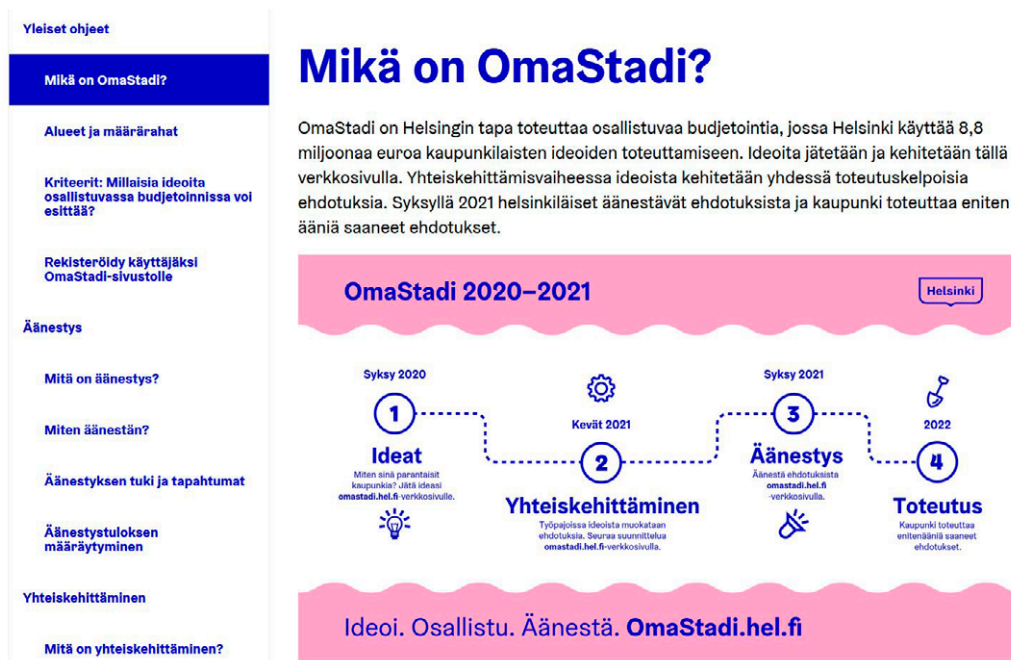 Yleiset ohjeet
Mikä on OmaStadi?
Alueet ja määrärahat
Kriteerit: Millaisia ideoita
osallistuvassa budjetoinnissa voi
esittää?
Rekisteröidy käyttäjäksi
OmaStadi-sivustolle
Äänestys
Mitä on äänestys?
Miten äänestän?
Äänestyksen tuki ja tapahtumat
Äänestystuloksen
määräytyminen
Yhteiskehittäminen
Mitä on yhteiskehittäminen?
Mikä on OmaStadi?
OmaStadi on Helsingin tapa toteuttaa osallistuvaa budjetointia, jossa Helsinki käyttää 8,8
miljoonaa euroa kaupunkilaisten ideoiden toteuttamiseen. Ideoita jätetään ja kehitetään tällä
verkkosivulla. Yhteiskehittämisvaiheessa ideoista kehitetään yhdessä toteutuskelpoisia
ehdotuksia. Syksyllä 2021 helsinkiläiset äänestävät ehdotuksista ja kaupunki toteuttaa eniten
ääniä saaneet ehdotukset.
OmaStadi 2020–2021
Helsinki
Syksy 2020
1
Ideat
Miten sinä parantaisit
kaupunkia? Jätä ideasi
omastadi.hel.fi-verkkosivulle.
Kevät 2021
2
Yhteiskehittäminen
Työpajoissa ideoista muokataan
ehdotuksia. Seuraa suunnittelua
omastadi.hel.fi-verkkosivulla.
Syksy 2021
3
Äänestys
Äänestä ehdotuksista
omastadi.hel.fi
-verkkosivulla.
2022
4
Toteutus
Kaupunki toteuttaa
enitenääniä saaneet
ehdotukset.
Ideoi. Osallistu. Äänestä. OmaStadi.hel.fi